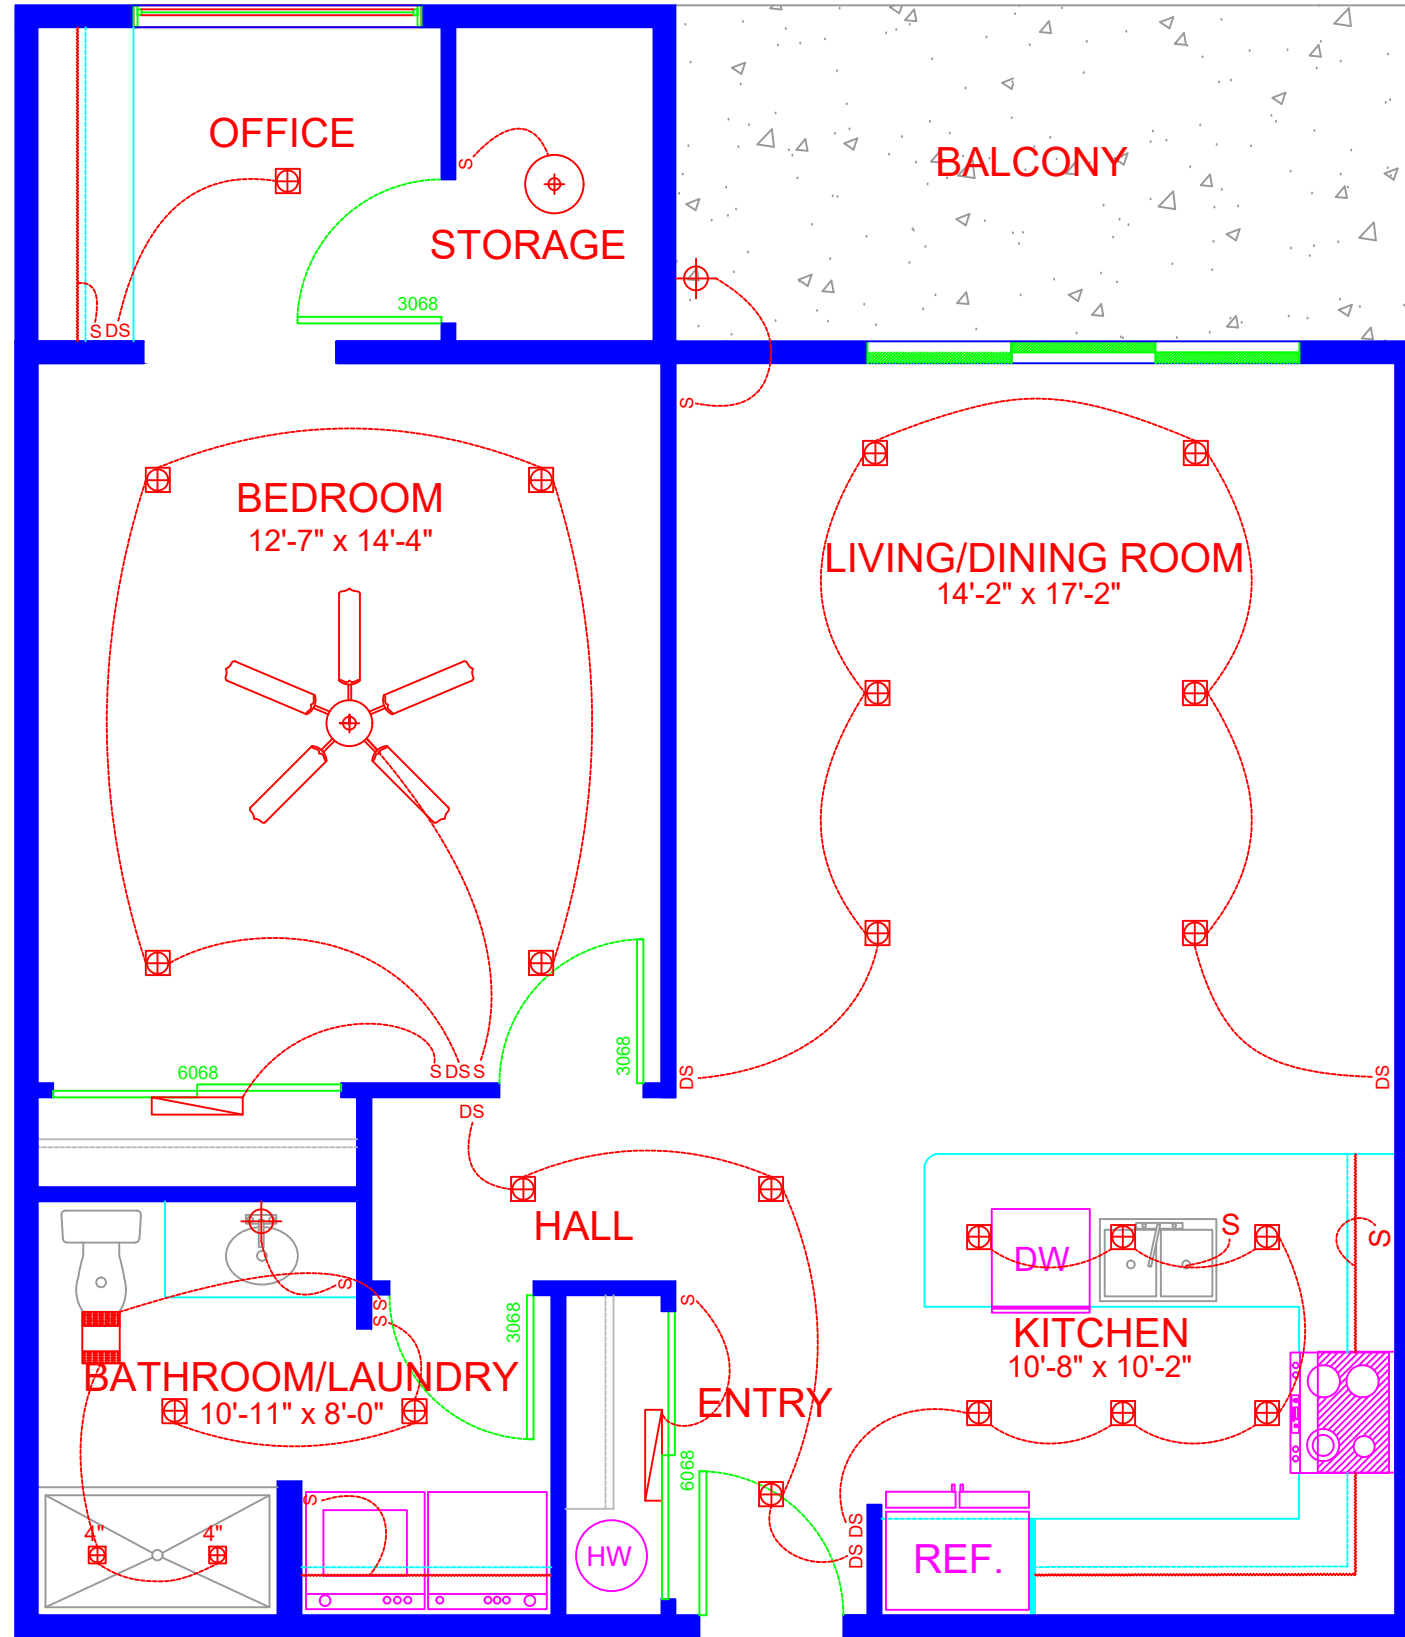 OFFICE
BALCONY
S
STORAGE
3068
S DS
S
BEDROOM
12'-7" x 14'-4"
LIVING/DINING ROOM
14'-2" x 17'-2"
6068
3068
S DS S
DS
DS
DS
HALL
S
S
DW
S
S
S
S
3068
KITCHEN
10'-8" x 10'-2"
BATHROOM/LAUNDRY
10'-11" x 8'-0"
ENTRY
6068
S
4"
4"
DS DS
HW
REF.